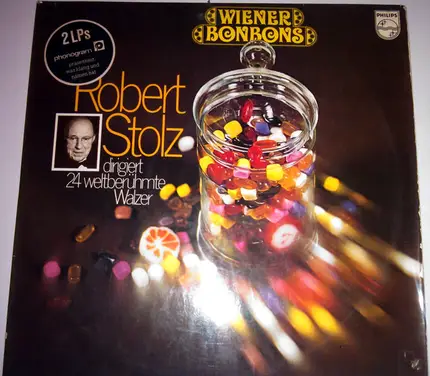 WIENER
BONBONS
PHILIPS
2 LPs
phonogram
Robert
Stolz
dirigiert
24 weltberühmte
Walzer